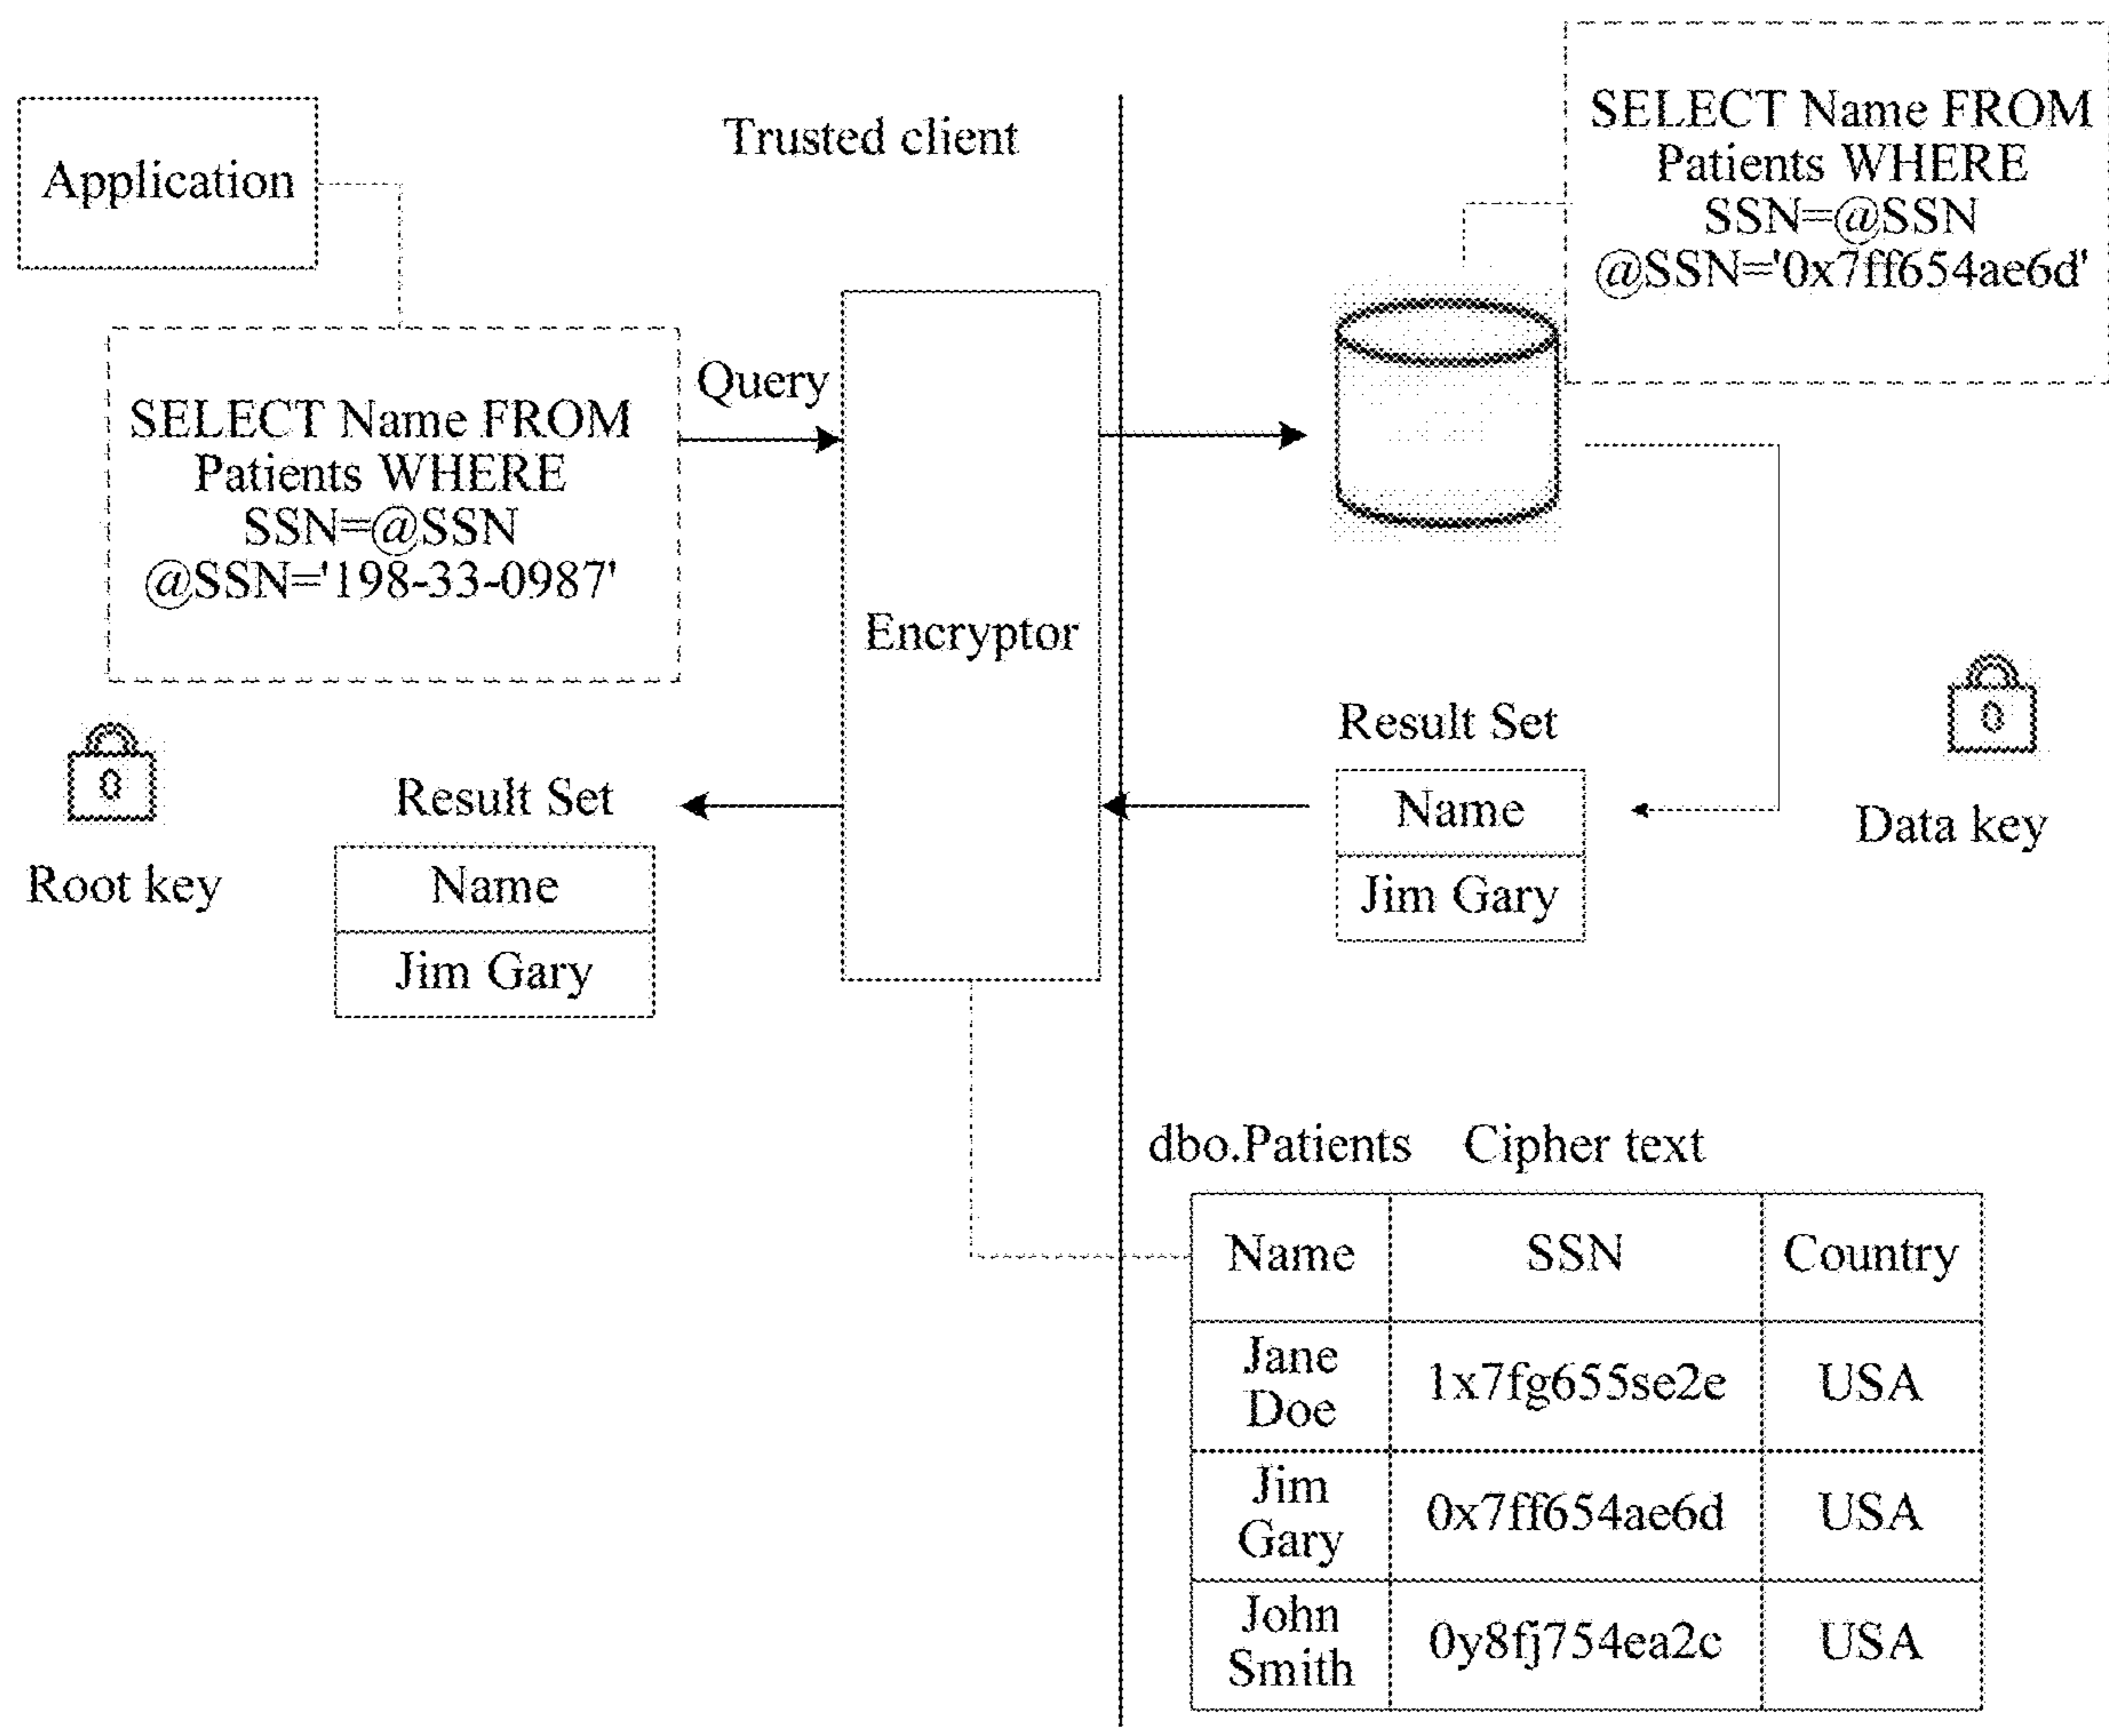 Application
Trusted client
SELECT Name FROM
Patients WHERE
SSN=@SSN
@SSN='0x7ff654ae6d'
SELECT Name FROM
Patients WHERE
SSN=@SSN
@SSN='198-33-0987'
Query
Encryptor
Root key
Result Set
Name
Jim Gary
Result Set
Name
Jim Gary
Data key
dbo.Patients Cipher text
Name SSN Country
Jane
Doe
1x7fg655se2e USA
Jim
Gary
0x7ff654ae6d USA
John
Smith
0y8fj754ea2c USA